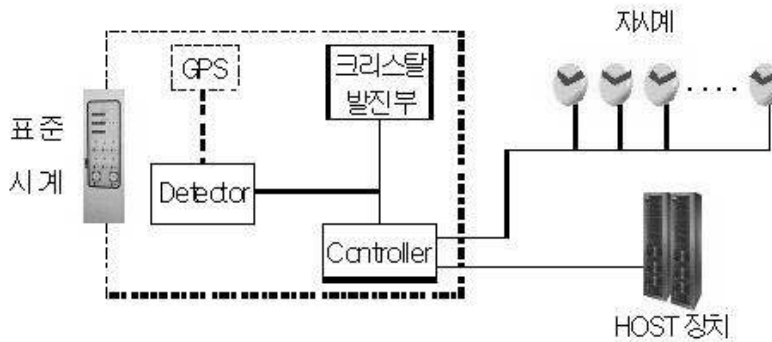 자시계
GPS
크리스탈
발진부
표준
시계
Detector
Controller
HOST 장치